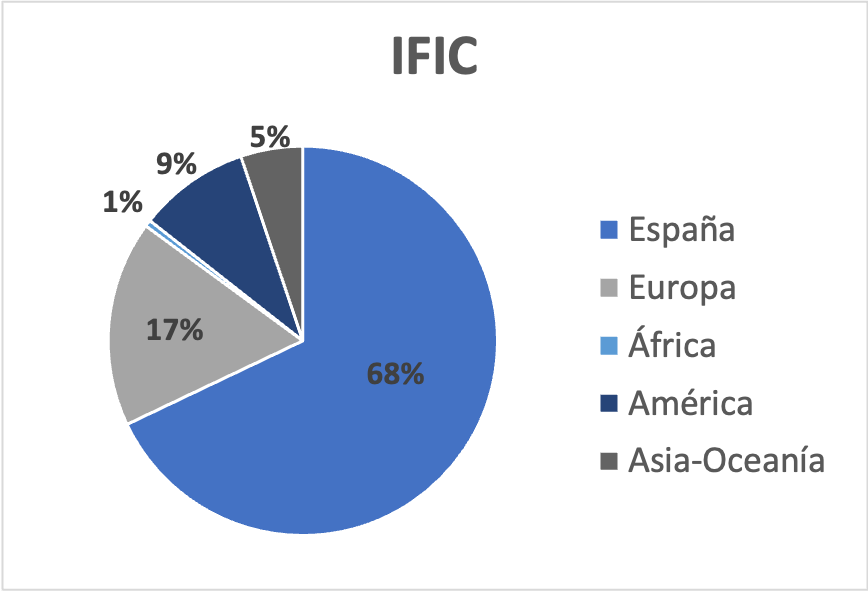 IFIC
5%
9%
1%
17%
68%
España
Europa
África
América
Asia-Oceanía